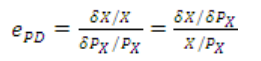 e_PD = (δX/X)/(δP_X/P_X) = (δX/δP_X)/(X/P_X)